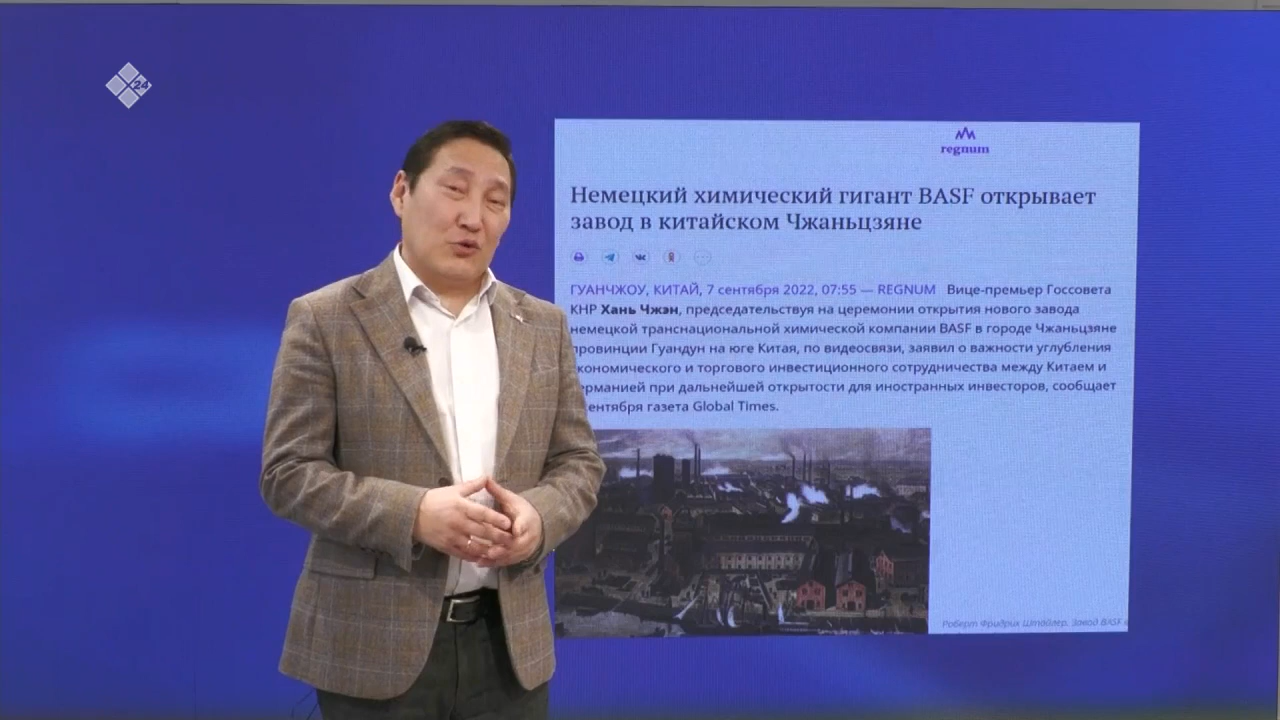 X24
regnum
Немецкий химический гигант BASF открывает
завод в китайском Чжаньцзяне
ГУАНЧЖОУ, КИТАЙ, 7 сентября 2022, 07:55 — REGNUM Вице-премьер Госсовета
КНР Хань Чжэн, председательствуя на церемонии открытия нового завода
немецкой транснациональной химической компании BASF в городе Чжаньцзяне
провинции Гуандун на юге Китая, по видеосвязи, заявил о важности углубления
экономического и торгового инвестиционного сотрудничества между Китаем и
ерманией при дальнейшей открытости для иностранных инвесторов, сообщает
ентября газета Global Times.
Роберт Фридрих Штайлер. Завод BASF